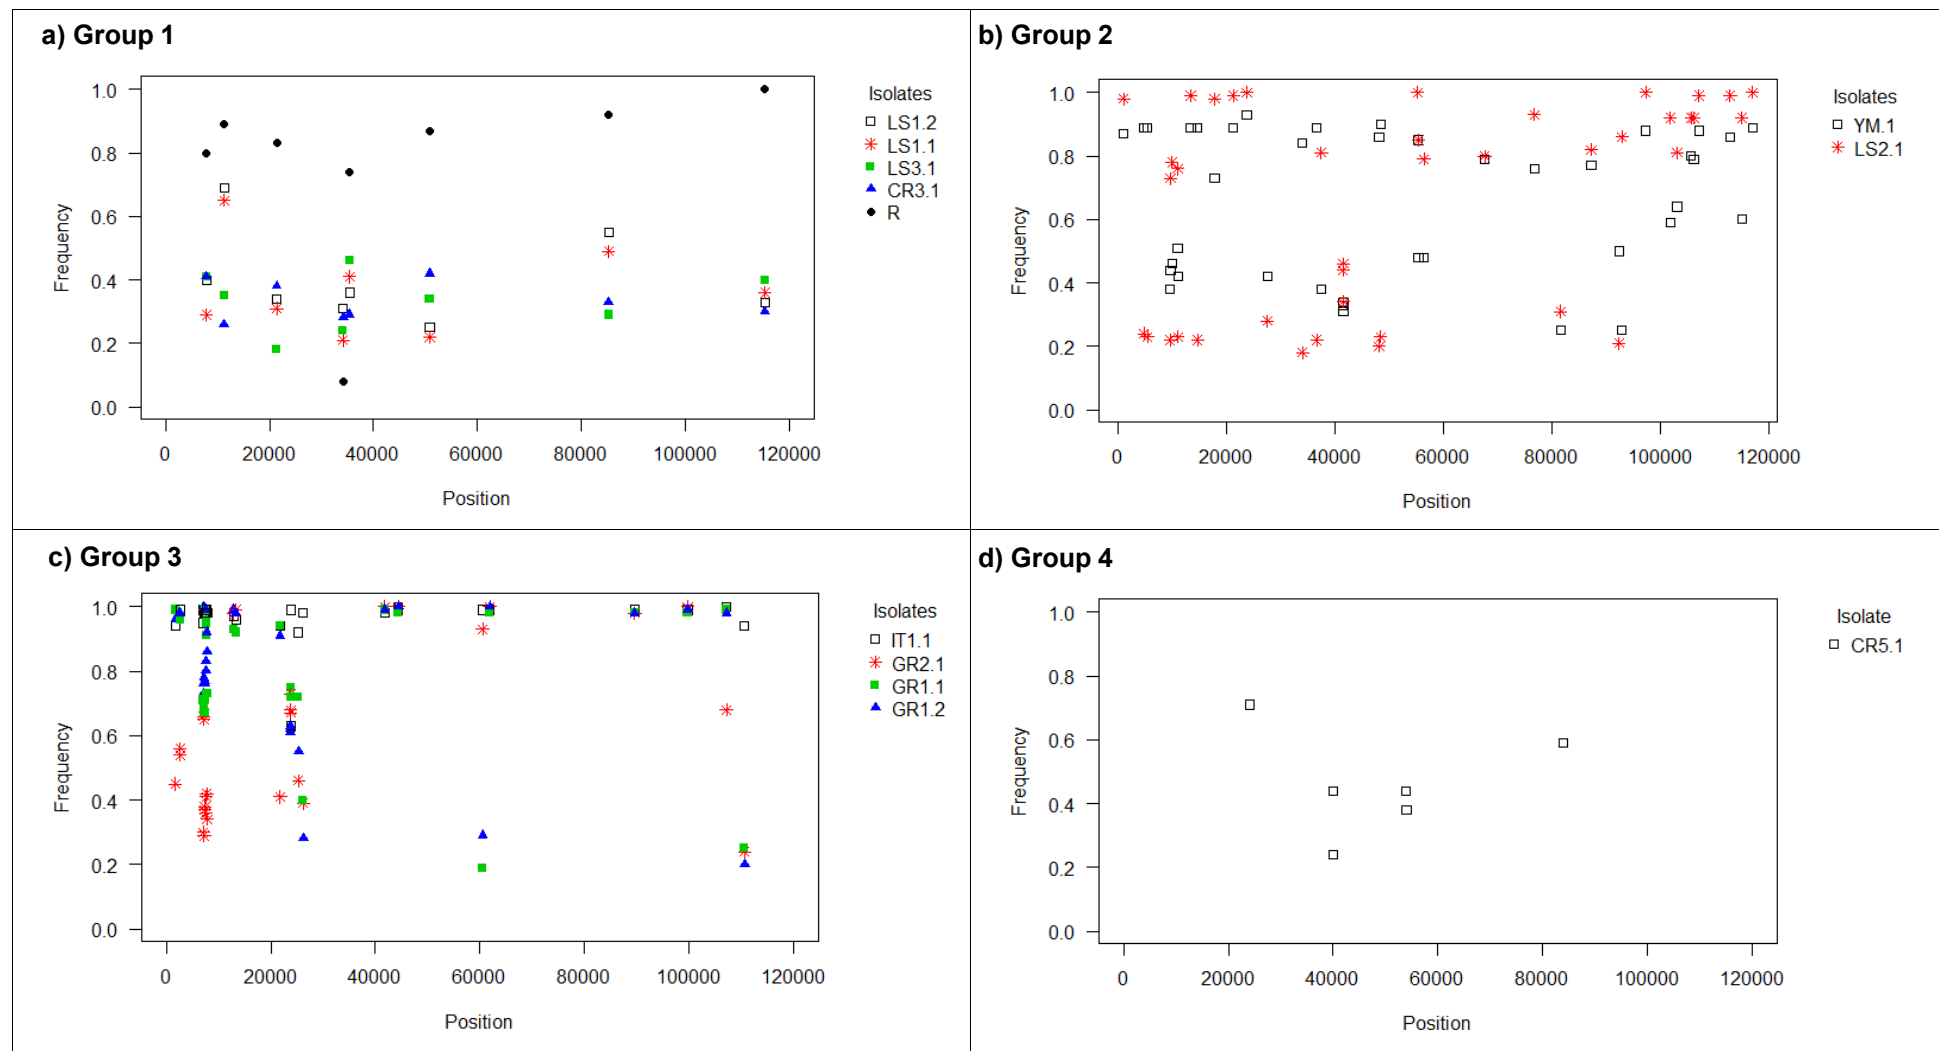 a) Group 1
1.0
0.8
0.6
0.4
0.2
0.0
Frequency
0 20000 40000 60000 80000 100000 120000
Position
Isolates
LS1.2
LS1.1
LS3.1
CR3.1
R
b) Group 2
1.0
0.8
0.6
0.4
0.2
0.0
Frequency
0 20000 40000 60000 80000 100000 120000
Position
Isolates
YM.1
LS2.1
c) Group 3
1.0
0.8
0.6
0.4
0.2
0.0
Frequency
0 20000 40000 60000 80000 100000 120000
Position
Isolates
IT1.1
GR2.1
GR1.1
GR1.2
d) Group 4
1.0
0.8
0.6
0.4
0.2
0.0
Frequency
0 20000 40000 60000 80000 100000 120000
Position
Isolate
CR5.1